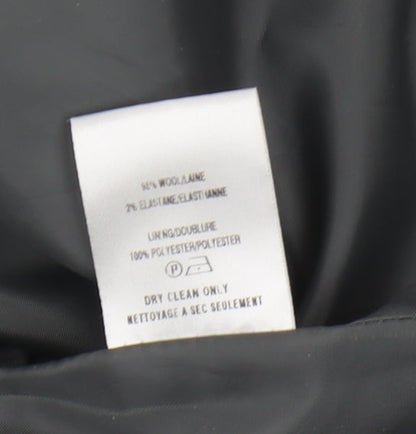 98% WOOL/LAINE
2% ELASTANE/ELASTHANNE
LINING/DOUBLURE
100% POLYESTER/POLYESTER
P
DRY CLEAN ONLY
NETTOYAGE A SEC SEULEMENT